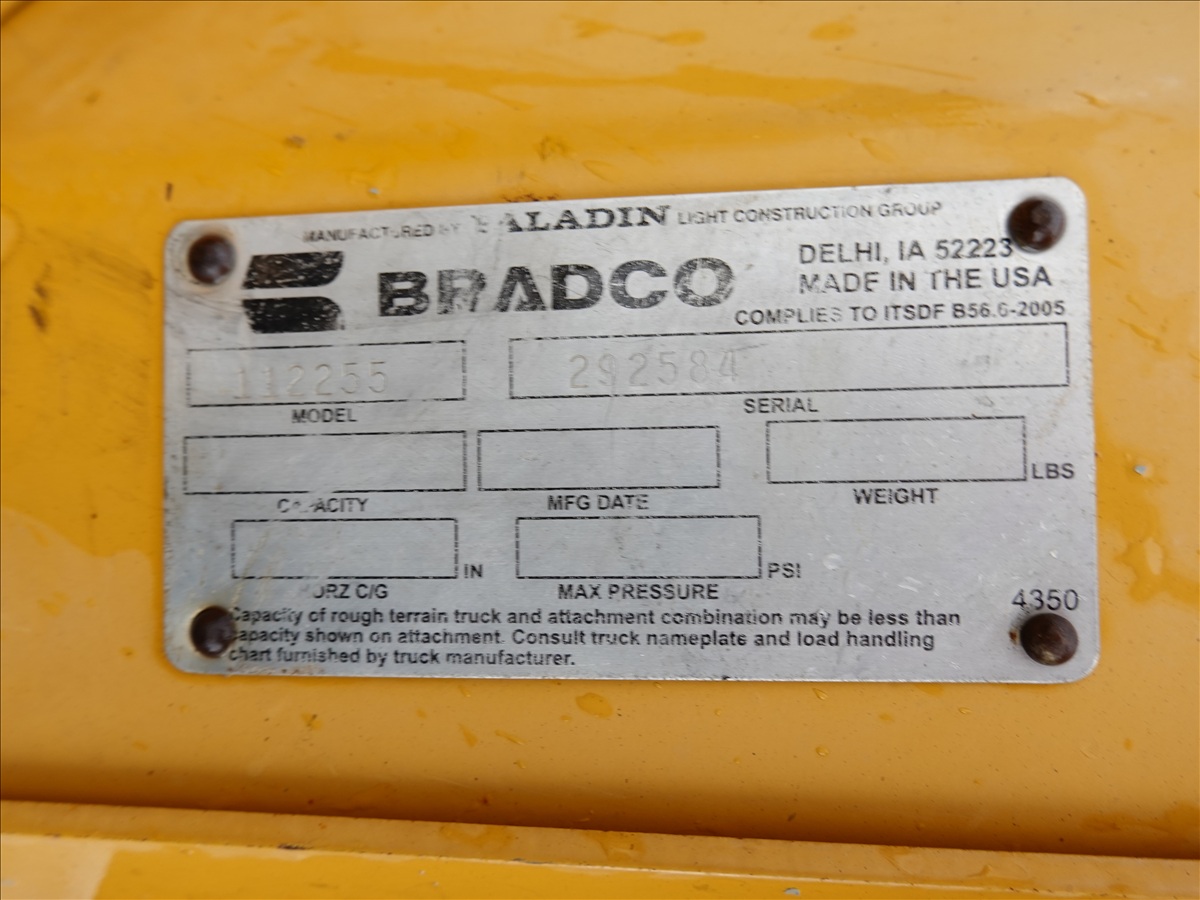 MANUFACTURED BY PALADIN LIGHT CONSTRUCTION GROUP
BRADCO
DELHI, IA 52223
MADE IN THE USA
COMPLIES TO ITSDF B56.6-2005
112255 292584
MODEL SERIAL
LBS
CAPACITY MFG DATE WEIGHT
IN PSI
HORZ C/G MAX PRESSURE
4350
Capacity of rough terrain truck and attachment combination may be less than
capacity shown on attachment. Consult truck nameplate and load handling
chart furnished by truck manufacturer.